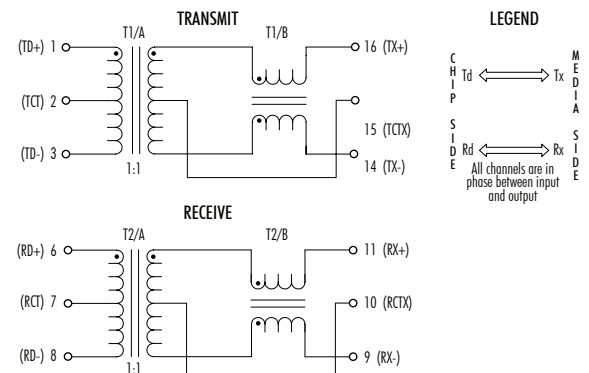 TRANSMIT
T1/A
T1/B
(TD+) 1
16 (TX+)
(TCT) 2
15 (TCTX)
(TD-) 3
14 (TX-)
1:1
LEGEND
CHIP SIDE
MEDIA SIDE
Td
Tx
Rd
Rx
All channels are in
phase between input
and output
RECEIVE
T2/A
T2/B
(RD+) 6
11 (RX+)
(RCT) 7
10 (RCTX)
(RD-) 8
9 (RX-)
1:1